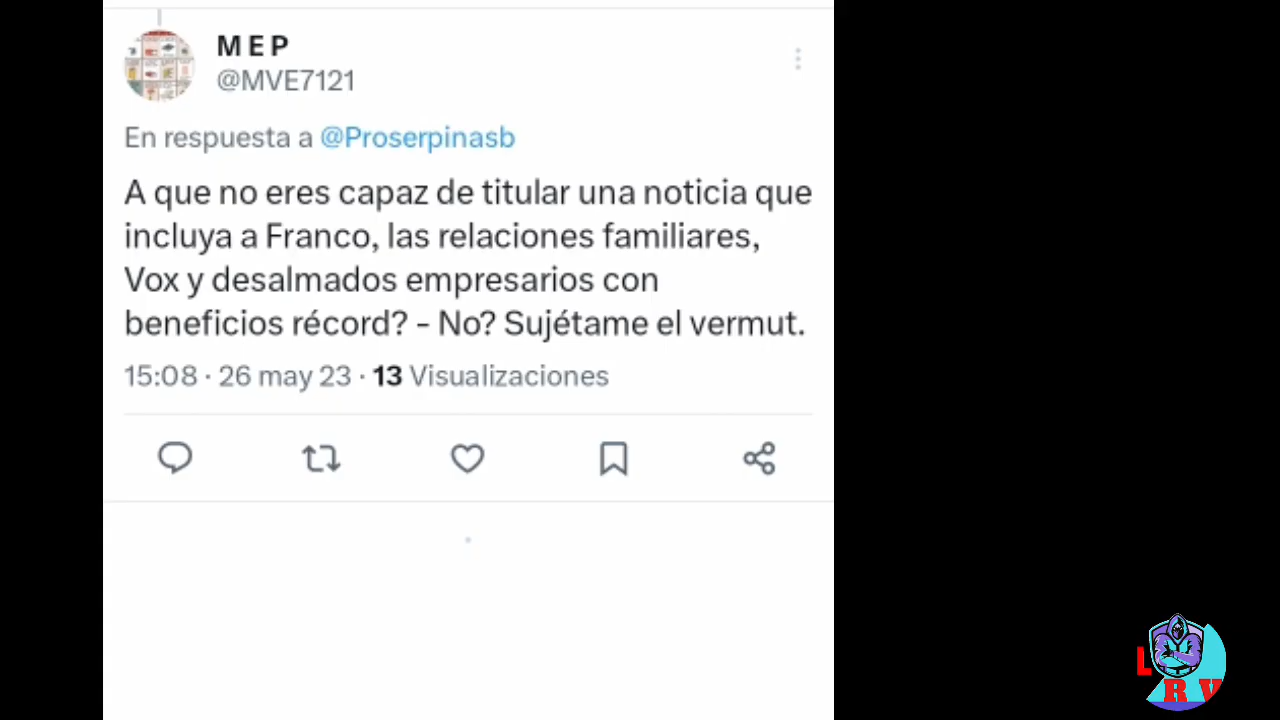 M E P
@MVE7121
En respuesta a @Proserpinasb
A que no eres capaz de titular una noticia que
incluya a Franco, las relaciones familiares,
Vox y desalmados empresarios con
beneficios récord? - No? Sujétame el vermut.
15:08 · 26 may 23 · 13 Visualizaciones
L R V